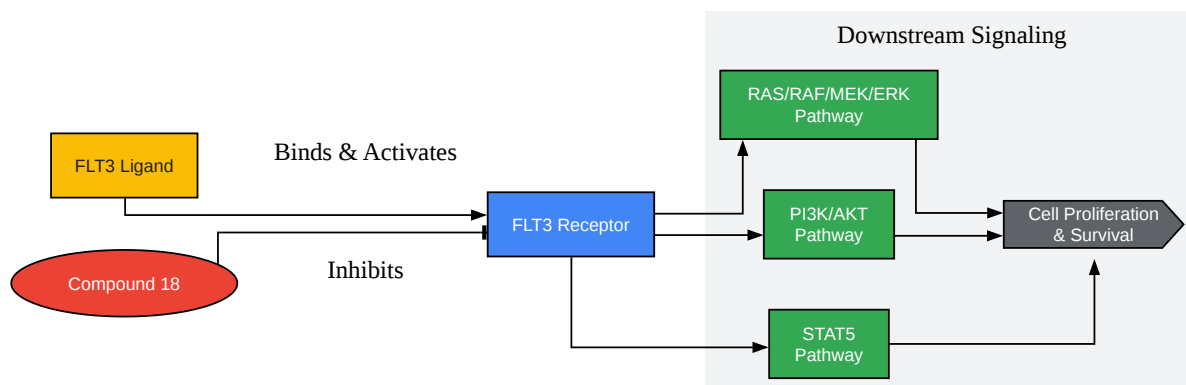 Downstream Signaling
RAS/RAF/MEK/ERK
Pathway
FLT3 Ligand
Binds & Activates
FLT3 Receptor
PI3K/AKT
Pathway
Cell Proliferation
& Survival
Inhibits
Compound 18
STAT5
Pathway